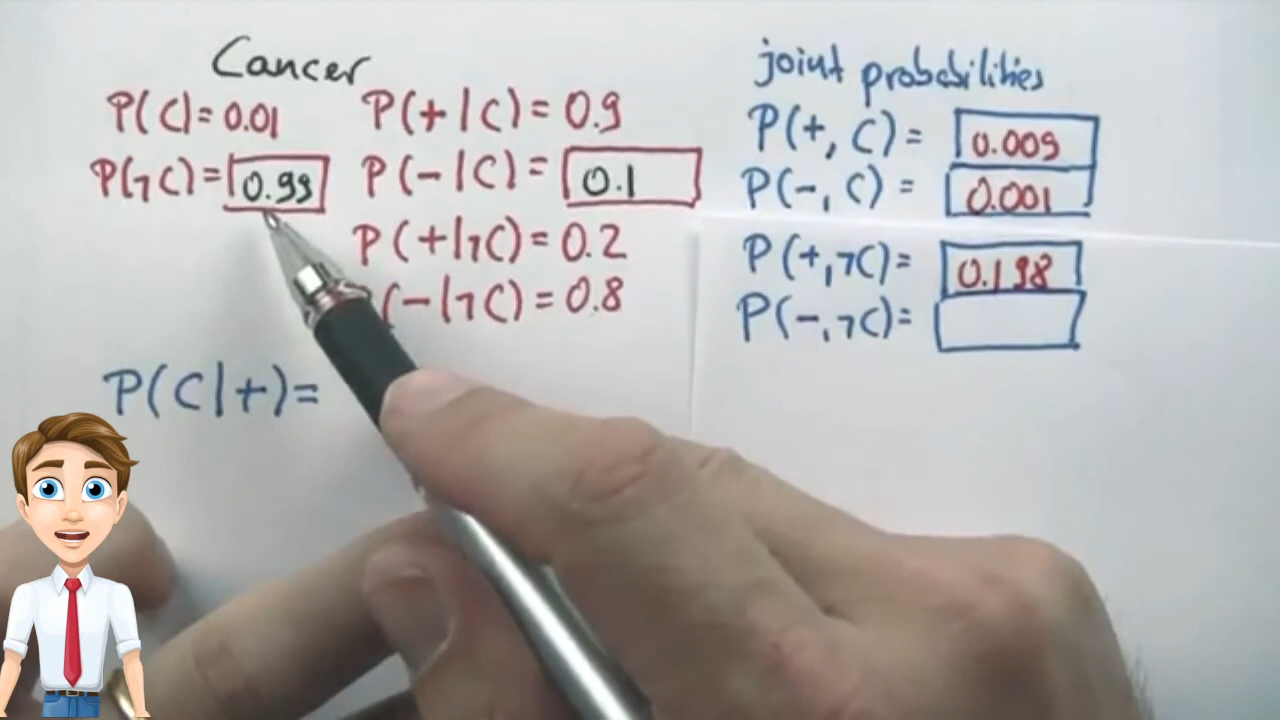 Cancer
P(C)= 0.01
P(¬C)= 0.99
P(+|C)= 0.9
P(-|C)= 0.1
P(+|¬C)= 0.2
(-|¬C)= 0.8
P(C|+)=
joint probabilities
P(+, C)= 0.009
P(-, C)= 0.001
P(+,¬C)= 0.198
P(-,¬C)=